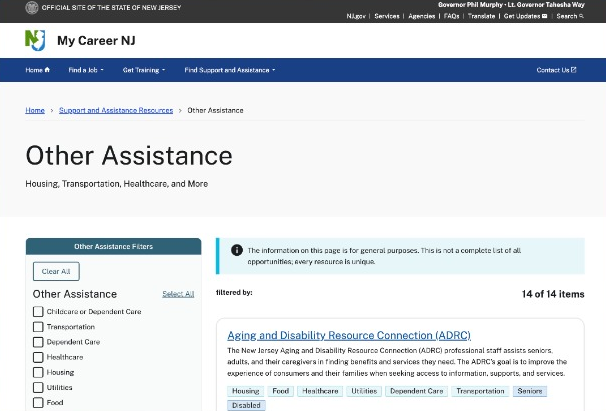 OFFICIAL SITE OF THE STATE OF NEW JERSEY
Governor Phil Murphy • Lt. Governor Tahesha Way
NJ.gov | Services | Agencies | FAQs | Translate | Get Updates | Search
NJ My Career NJ
Home Find a Job Get Training Find Support and Assistance Contact Us
Home > Support and Assistance Resources > Other Assistance
Other Assistance
Housing, Transportation, Healthcare, and More
Other Assistance Filters
Clear All
Other Assistance Select All
Childcare or Dependent Care
Transportation
Dependent Care
Healthcare
Housing
Utilities
Food
The information on this page is for general purposes. This is not a complete list of all
opportunities; every resource is unique.
filtered by: 14 of 14 items
Aging and Disability Resource Connection (ADRC)
The New Jersey Aging and Disability Resource Connection (ADRC) professional staff assists seniors,
adults, and their caregivers in finding benefits and services they need. The ADRC's goal is to improve the
experience of consumers and their families when seeking access to information, supports, and services.
Housing Food Healthcare Utilities Dependent Care Transportation Seniors
Disabled